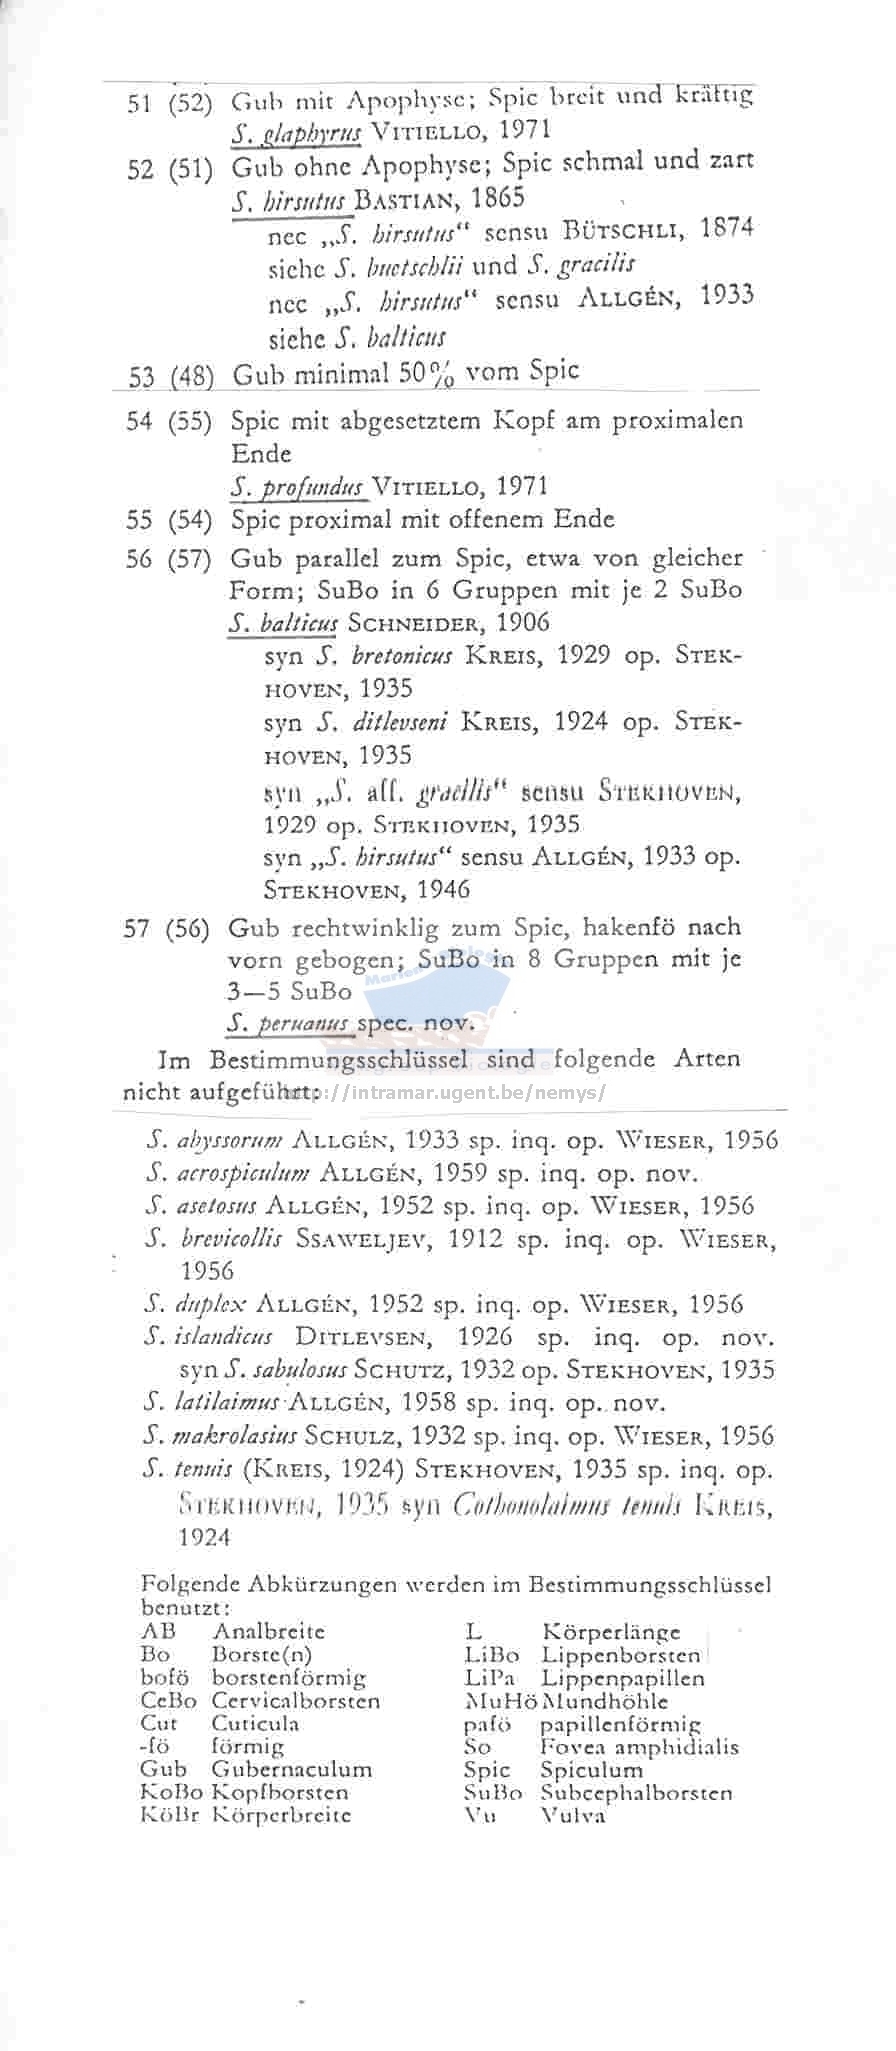 51 (52) Gub mit Apophyse; Spic breit und kräftig
S. glaphyrus VITIELLO, 1971
52 (51) Gub ohne Apophyse; Spic schmal und zart
S. hirsutus BASTIAN, 1865
nec „S. hirsutus“ sensu BÜTSCHLI, 1874
siehe S. buetschlii und S. gracilis
nec „S. hirsutus“ sensu ALLGÉN, 1933
siehe S. balticus
53 (48) Gub minimal 50% vom Spic
54 (55) Spic mit abgesetztem Kopf am proximalen
Ende
S. profundus VITIELLO, 1971
55 (54) Spic proximal mit offenem Ende
56 (57) Gub parallel zum Spic, etwa von gleicher
Form; SuBo in 6 Gruppen mit je 2 SuBo
S. balticus SCHNEIDER, 1906
syn S. bretonicus KREIS, 1929 op. STEK-
HOVEN, 1935
syn S. ditlevseni KREIS, 1924 op. STEK-
HOVEN, 1935
syn „S. aff. gracilis“ sensu STEKHOVEN,
1929 op. STEKHOVEN, 1935
syn „S. hirsutus“ sensu ALLGÉN, 1933 op.
STEKHOVEN, 1946
57 (56) Gub rechtwinklig zum Spic, hakenfö nach
vorn gebogen; SuBo in 8 Gruppen mit je
3—5 SuBo
S. peruanus spec. nov.
Im Bestimmungsschlüssel sind folgende Arten
nicht aufgeführt:
http://intramar.ugent.be/nemys/
S. abyssorum ALLGÉN, 1933 sp. inq. op. WIESER, 1956
S. acrospiculum ALLGÉN, 1959 sp. inq. op. nov.
S. asetosus ALLGÉN, 1952 sp. inq. op. WIESER, 1956
S. brevicollis SSAWELJEV, 1912 sp. inq. op. WIESER,
1956
S. duplex ALLGÉN, 1952 sp. inq. op. WIESER, 1956
S. islandicus DITLEVSEN, 1926 sp. inq. op. nov.
syn S. sabulosus SCHUTZ, 1932 op. STEKHOVEN, 1935
S. latilaimus ALLGÉN, 1958 sp. inq. op. nov.
S. makrolasius SCHULZ, 1932 sp. inq. op. WIESER, 1956
S. tenuis (KREIS, 1924) STEKHOVEN, 1935 sp. inq. op.
STEKHOVEN, 1935 syn Cothonolaimus tenuis KREIS,
1924
Folgende Abkürzungen werden im Bestimmungsschlüssel
benutzt:
AB Analbreite L Körperlänge
Bo Borste(n) LiBo Lippenborsten
bofö borstenförmig LiPa Lippenpapillen
CeBo Cervicalborsten MuHö Mundhöhle
Cut Cuticula pafö papillenförmig
-fö förmig So Fovea amphidialis
Gub Gubernaculum Spic Spiculum
KoBo Kopfborsten SuBo Subcephalborsten
KöBr Körperbreite Vu Vulva